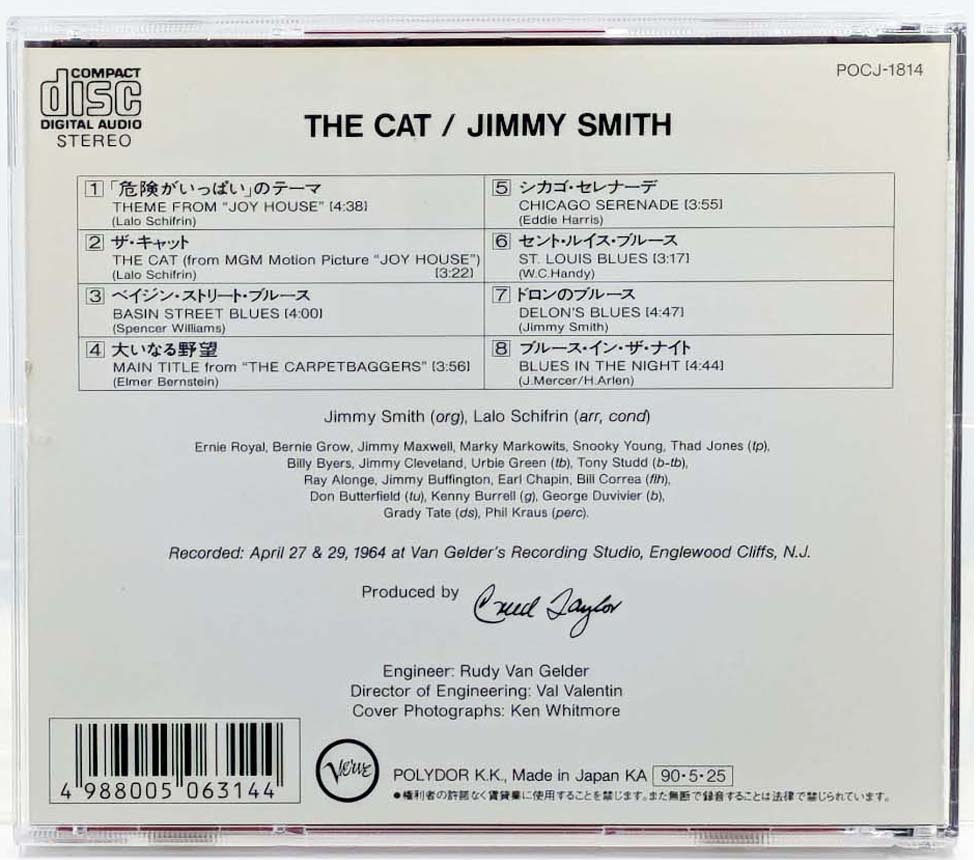 COMPACT
disc
DIGITAL AUDIO
STEREO
POCJ-1814
THE CAT / JIMMY SMITH
1 「危険がいっぱい」のテーマ
THEME FROM “JOY HOUSE” [4:38]
(Lalo Schifrin)
2 ザ・キャット
THE CAT (from MGM Motion Picture “JOY HOUSE”)
(Lalo Schifrin) [3:22]
3 ベイジン・ストリート・ブルース
BASIN STREET BLUES [4:00]
(Spencer Williams)
4 大いなる野望
MAIN TITLE from “THE CARPETBAGGERS” [3:56]
(Elmer Bernstein)
5 シカゴ・セレナーデ
CHICAGO SERENADE [3:55]
(Eddie Harris)
6 セント・ルイス・ブルース
ST. LOUIS BLUES [3:17]
(W.C.Handy)
7 ドロンのブルース
DELON'S BLUES [4:47]
(Jimmy Smith)
8 ブルース・イン・ザ・ナイト
BLUES IN THE NIGHT [4:44]
(J.Mercer/H.Arlen)
Jimmy Smith (org), Lalo Schifrin (arr, cond)
Ernie Royal, Bernie Grow, Jimmy Maxwell, Marky Markowits, Snooky Young, Thad Jones (tp),
Billy Byers, Jimmy Cleveland, Urbie Green (tb), Tony Studd (b-tb),
Ray Alonge, Jimmy Buffington, Earl Chapin, Bill Correa (flh),
Don Butterfield (tu), Kenny Burrell (g), George Duvivier (b),
Grady Tate (ds), Phil Kraus (perc).
Recorded: April 27 & 29, 1964 at Van Gelder's Recording Studio, Englewood Cliffs, N.J.
Produced by Creed Taylor
Engineer: Rudy Van Gelder
Director of Engineering: Val Valentin
Cover Photographs: Ken Whitmore
4 988005 063144
Verve
POLYDOR K.K., Made in Japan KA 90・5・25
●権利者の許諾なく賃貸業に使用することを禁じます。また無断で録音することは法律で禁じられています。